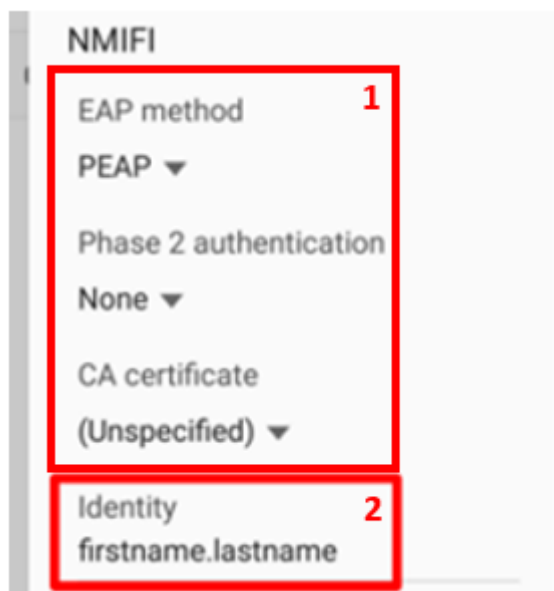 NMIFI
EAP method 1
PEAP
Phase 2 authentication
None
CA certificate
(Unspecified)
Identity 2
firstname.lastname